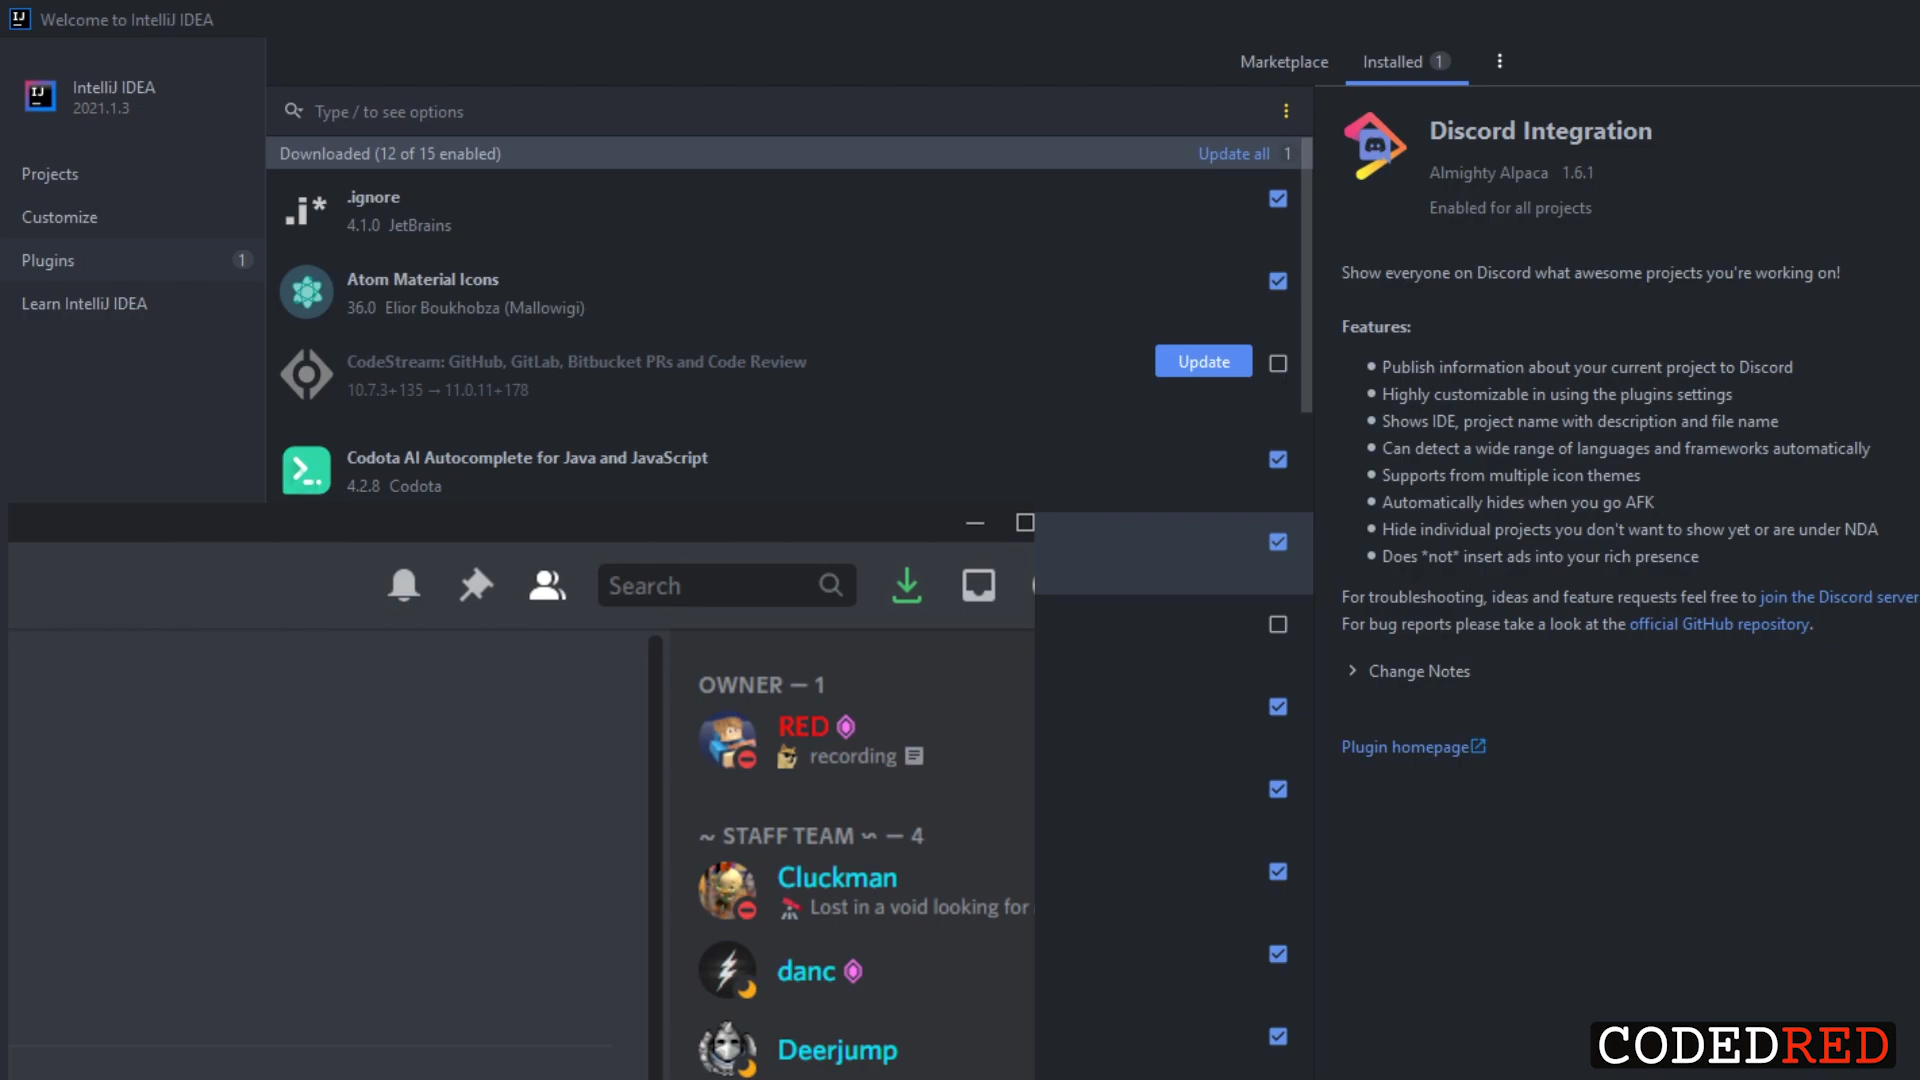 Welcome to IntelliJ IDEA
IntelliJ IDEA
2021.1.3
Projects
Customize
Plugins 1
Learn IntelliJ IDEA
Marketplace
Installed 1
Type / to see options
Downloaded (12 of 15 enabled)
Update all 1
.i*
.ignore
4.1.0 JetBrains
Atom Material Icons
36.0 Elior Boukhobza (Mallowigi)
CodeStream: GitHub, GitLab, Bitbucket PRs and Code Review
10.7.3+135 → 11.0.11+178
Update
Codota AI Autocomplete for Java and JavaScript
4.2.8 Codota
Discord Integration
Almighty Alpaca 1.6.1
Enabled for all projects
Show everyone on Discord what awesome projects you're working on!
Features:
• Publish information about your current project to Discord
• Highly customizable in using the plugins settings
• Shows IDE, project name with description and file name
• Can detect a wide range of languages and frameworks automatically
• Supports from multiple icon themes
• Automatically hides when you go AFK
• Hide individual projects you don't want to show yet or are under NDA
• Does *not* insert ads into your rich presence
For troubleshooting, ideas and feature requests feel free to join the Discord server
For bug reports please take a look at the official GitHub repository.
Change Notes
Plugin homepage
Search
OWNER — 1
RED
recording
~ STAFF TEAM ~ — 4
Cluckman
Lost in a void looking for
danc
Deerjump
CODEDRED
IJ
IJ